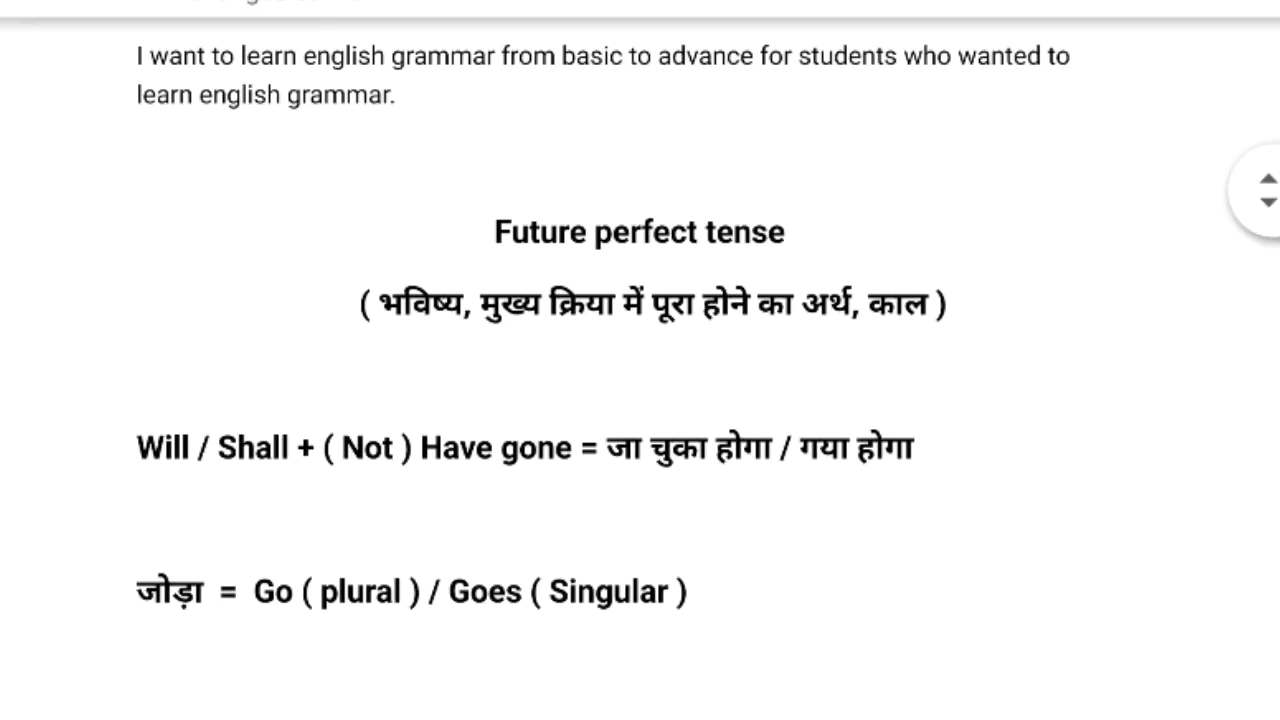 I want to learn english grammar from basic to advance for students who wanted to
learn english grammar.
Future perfect tense
( भविष्य, मुख्य क्रिया में पूरा होने का अर्थ, काल )
Will / Shall + ( Not ) Have gone = जा चुका होगा / गया होगा
जोड़ा = Go ( plural ) / Goes ( Singular )